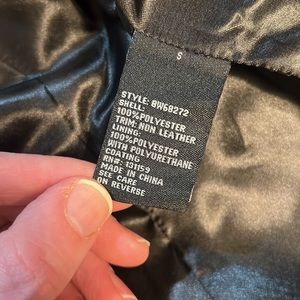 S
STYLE: 8W68272
SHELL:
100%POLYESTER
TRIM: NON LEATHER
LINING:
100%POLYESTER
WITH POLYURETHANE
COATING
RN#: 131159
MADE IN CHINA
SEE CARE
ON REVERSE